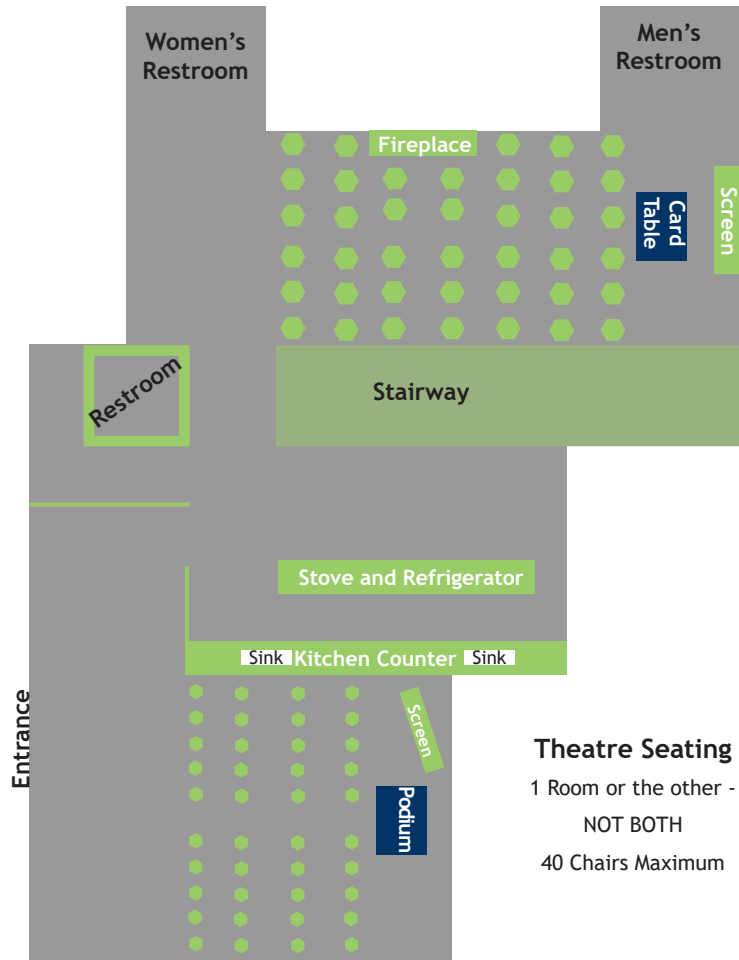 Women's
Restroom
Men's
Restroom
Fireplace
Card
Table
Screen
Restroom
Stairway
Stove and Refrigerator
Sink
Kitchen Counter
Sink
Entrance
Screen
Podium
Theatre Seating
1 Room or the other -
NOT BOTH
40 Chairs Maximum